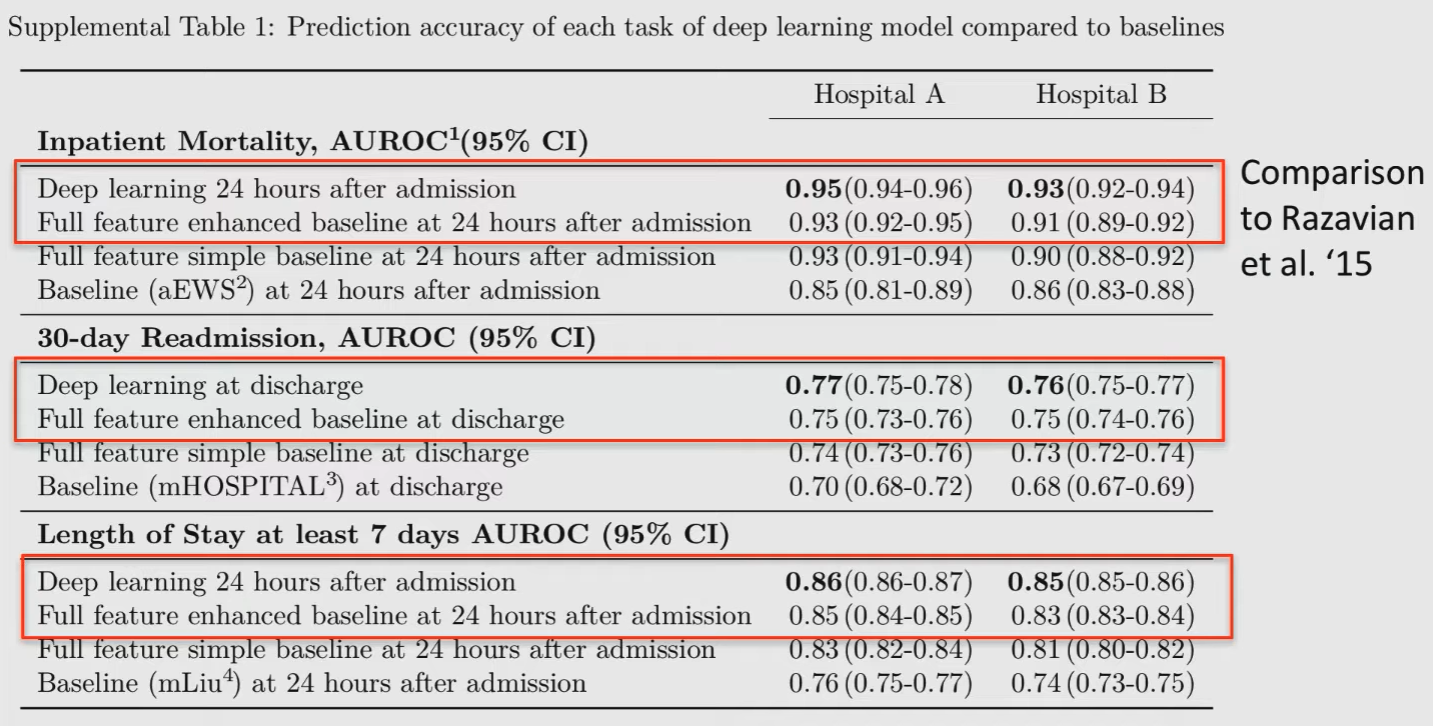 Supplemental Table 1: Prediction accuracy of each task of deep learning model compared to baselines
Hospital A Hospital B
Inpatient Mortality, AUROC¹(95% CI)
Deep learning 24 hours after admission 0.95(0.94-0.96) 0.93(0.92-0.94)
Full feature enhanced baseline at 24 hours after admission 0.93 (0.92-0.95) 0.91 (0.89-0.92)
Full feature simple baseline at 24 hours after admission 0.93 (0.91-0.94) 0.90 (0.88-0.92)
Baseline (aEWS²) at 24 hours after admission 0.85 (0.81-0.89) 0.86 (0.83-0.88)
30-day Readmission, AUROC (95% CI)
Deep learning at discharge 0.77(0.75-0.78) 0.76(0.75-0.77)
Full feature enhanced baseline at discharge 0.75 (0.73-0.76) 0.75 (0.74-0.76)
Full feature simple baseline at discharge 0.74 (0.73-0.76) 0.73 (0.72-0.74)
Baseline (mHOSPITAL³) at discharge 0.70 (0.68-0.72) 0.68 (0.67-0.69)
Length of Stay at least 7 days AUROC (95% CI)
Deep learning 24 hours after admission 0.86(0.86-0.87) 0.85(0.85-0.86)
Full feature enhanced baseline at 24 hours after admission 0.85 (0.84-0.85) 0.83 (0.83-0.84)
Full feature simple baseline at 24 hours after admission 0.83 (0.82-0.84) 0.81 (0.80-0.82)
Baseline (mLiu⁴) at 24 hours after admission 0.76 (0.75-0.77) 0.74 (0.73-0.75)
Comparison
to Razavian
et al. ‘15